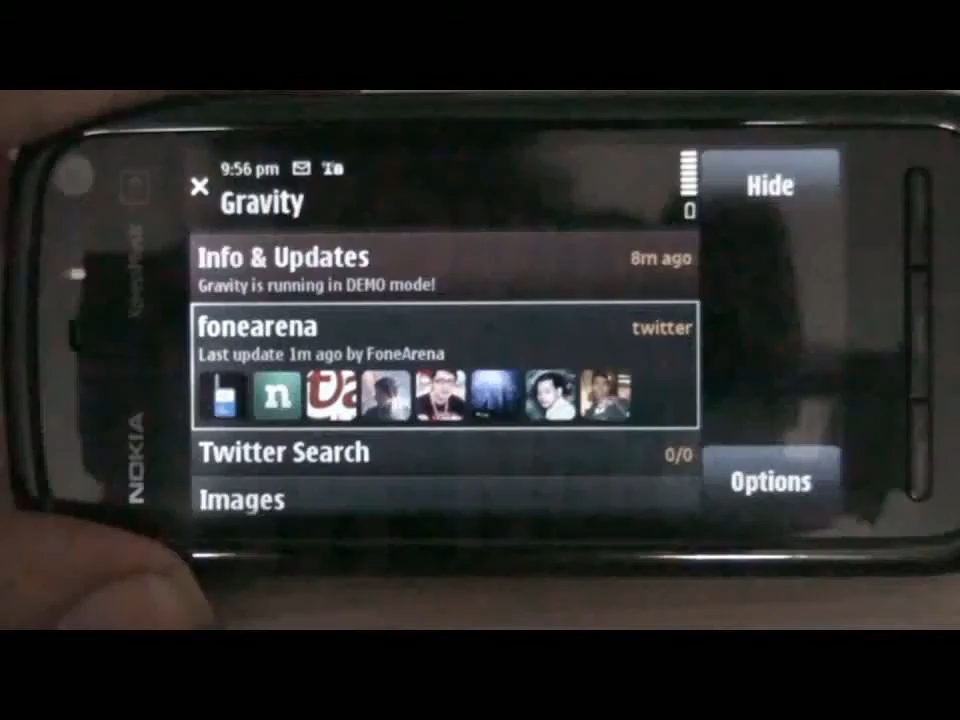 9:56 pm
Gravity
Hide
Info & Updates
8m ago
Gravity is running in DEMO mode!
fonearena
twitter
Last update 1m ago by FoneArena
n
Twitter Search
0/0
Images
Options
NOKIA